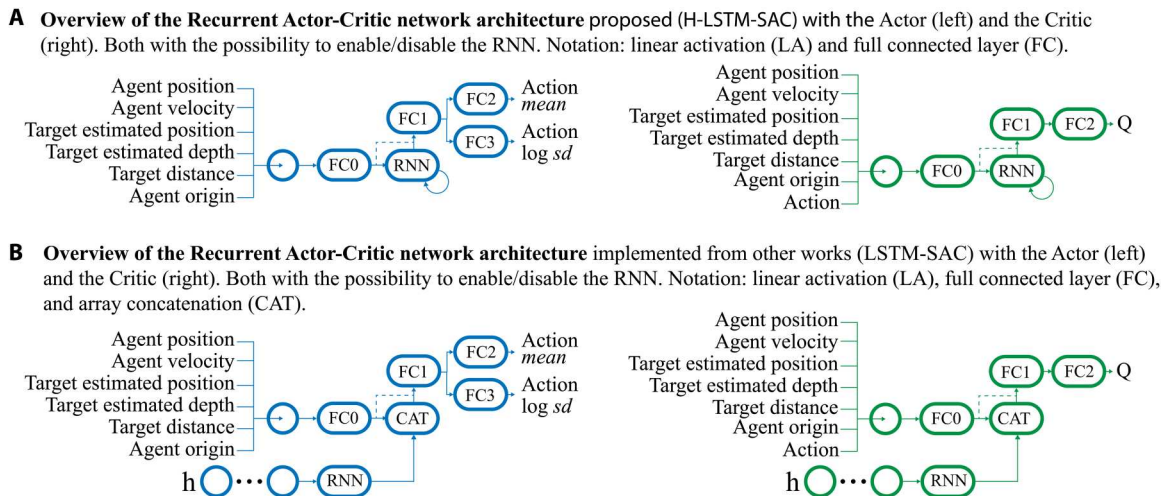 A Overview of the Recurrent Actor-Critic network architecture proposed (H-LSTM-SAC) with the Actor (left) and the Critic
(right). Both with the possibility to enable/disable the RNN. Notation: linear activation (LA) and full connected layer (FC).
Agent position
Agent velocity
Target estimated position
Target estimated depth
Target distance
Agent origin
FC0
RNN
FC1
FC2
FC3
Action
mean
Action
log sd
Agent position
Agent velocity
Target estimated position
Target estimated depth
Target distance
Agent origin
Action
FC0
RNN
FC1
FC2
Q
B Overview of the Recurrent Actor-Critic network architecture implemented from other works (LSTM-SAC) with the Actor (left)
and the Critic (right). Both with the possibility to enable/disable the RNN. Notation: linear activation (LA), full connected layer (FC),
and array concatenation (CAT).
Agent position
Agent velocity
Target estimated position
Target estimated depth
Target distance
Agent origin
FC0
CAT
FC1
FC2
FC3
Action
mean
Action
log sd
h
RNN
Agent position
Agent velocity
Target estimated position
Target estimated depth
Target distance
Agent origin
Action
FC0
CAT
FC1
FC2
Q
h
RNN